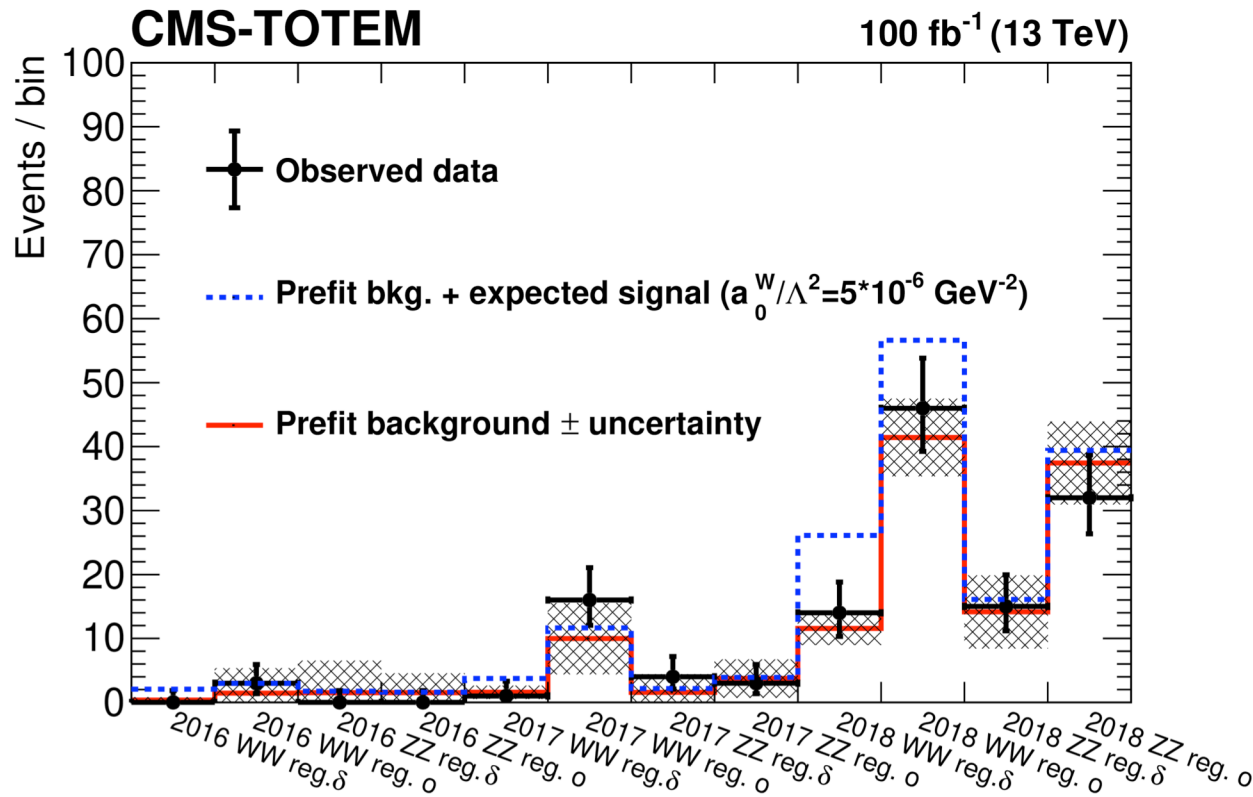 CMS-TOTEM 100 fb⁻¹ (13 TeV)
Events / bin
100
90
80
70
60
50
40
30
20
10
0
Observed data
Prefit bkg. + expected signal (a₀ᵂ/Λ²=5*10⁻⁶ GeV⁻²)
Prefit background ± uncertainty
2016 WW reg.δ
2016 WW reg. o
2016 ZZ reg.δ
2016 ZZ reg. o
2017 WW reg.δ
2017 WW reg. o
2017 ZZ reg.δ
2017 ZZ reg. o
2018 WW reg.δ
2018 WW reg. o
2018 ZZ reg.δ
2018 ZZ reg. o